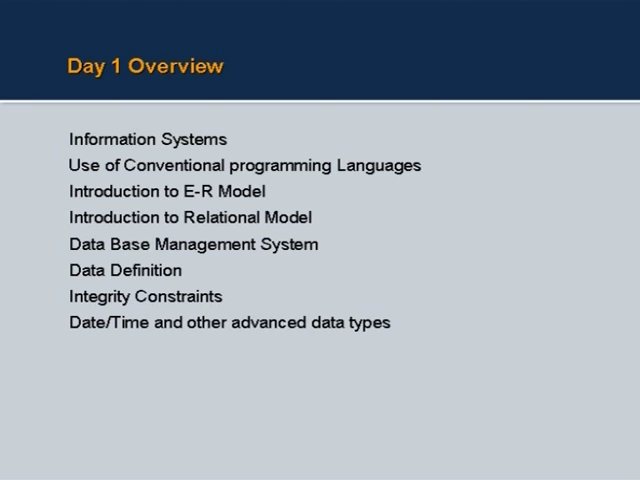 Day 1 Overview
Information Systems
Use of Conventional programming Languages
Introduction to E-R Model
Introduction to Relational Model
Data Base Management System
Data Definition
Integrity Constraints
Date/Time and other advanced data types